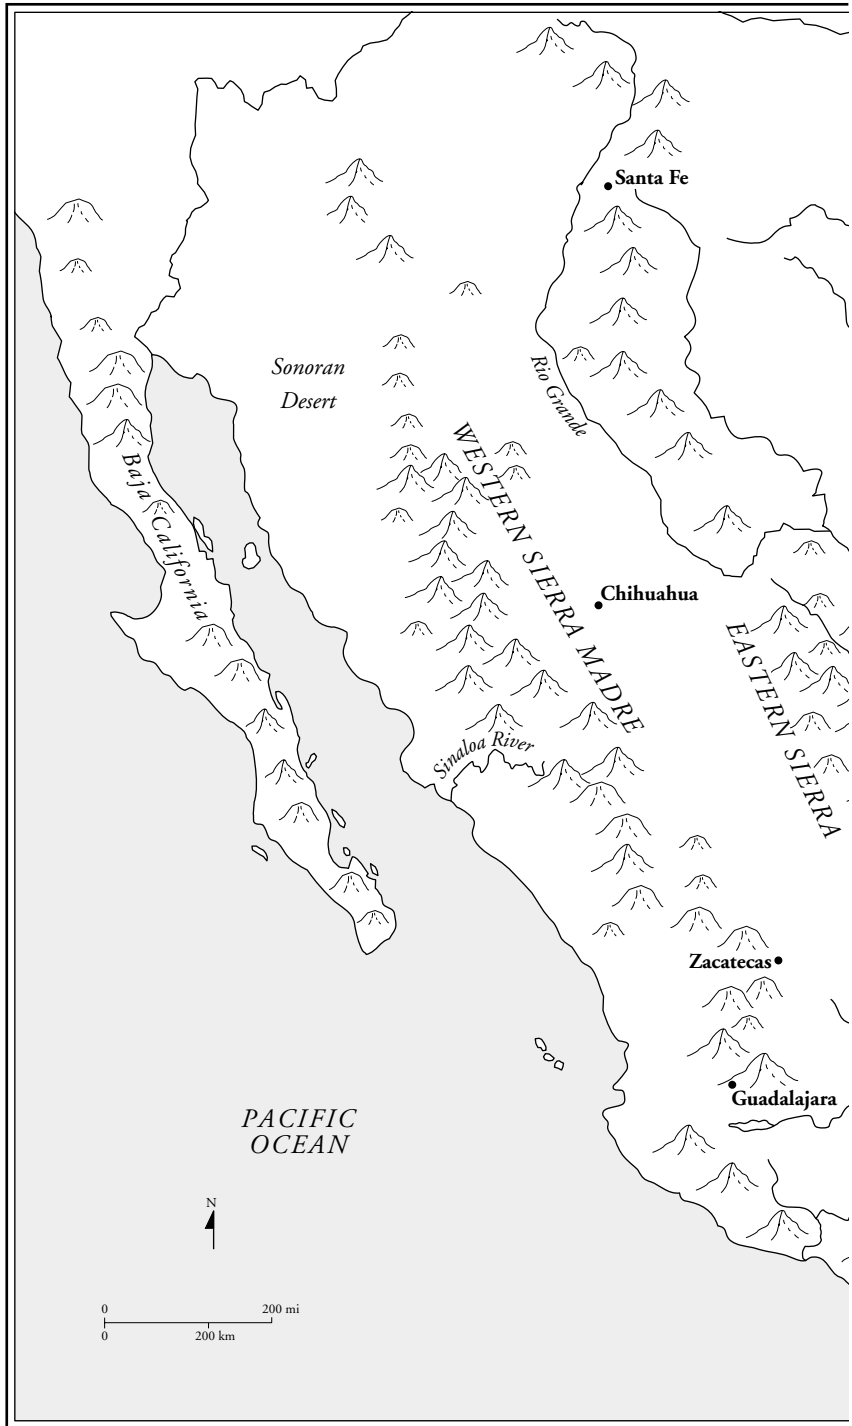 Santa Fe
Sonoran
Desert
Rio Grande
Baja California
WESTERN SIERRA MADRE
Chihuahua
EASTERN SIERRA
Sinaloa River
Zacatecas
Guadalajara
PACIFIC
OCEAN
N
0 200 mi
0 200 km